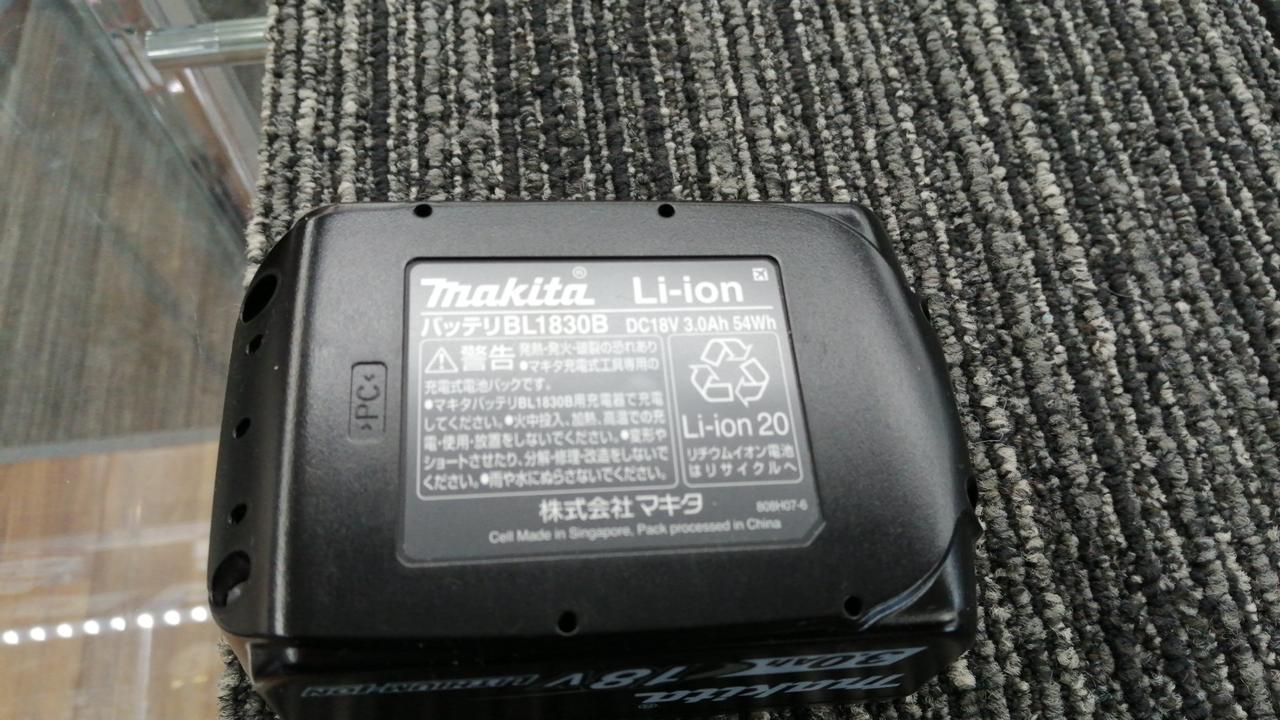 makita® Li-ion
バッテリBL1830B DC18V 3.0Ah 54Wh
警告 発熱・発火・破裂の恐れあり
●マキタ充電式工具専用の
充電式電池パックです。
●マキタバッテリBL1830B用充電器で充電
してください。●火中投入、加熱、高温での充
電・使用・放置をしないでください。●変形や
ショートさせたり、分解・修理・改造をしないで
ください。●雨や水にぬらさないでください。
Li-ion 20
リチウムイオン電池
はリサイクルへ
株式会社マキタ
808H07-6
Cell Made in Singapore, Pack processed in China
>PC<
makita® 18V LITHIUM-ION
3.0Ah